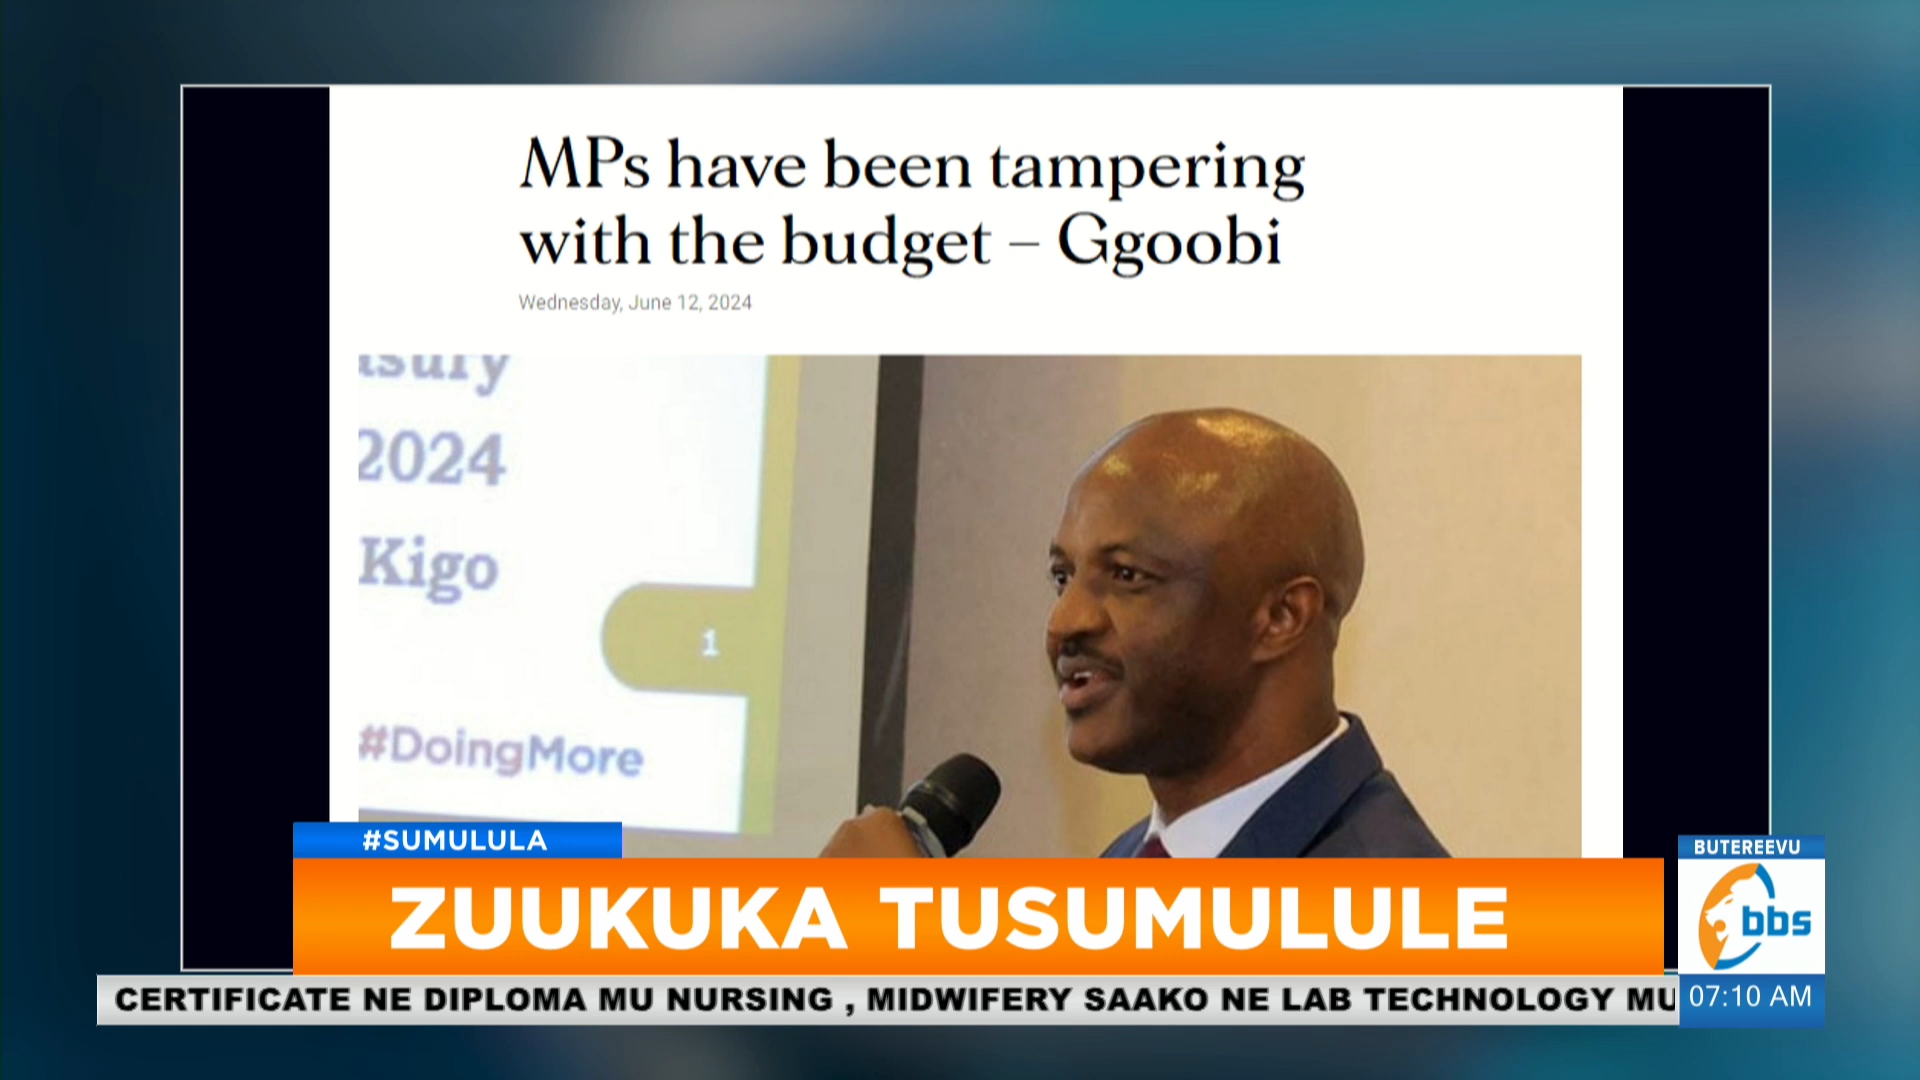 MPs have been tampering
with the budget – Ggoobi
Wednesday, June 12, 2024
2024
Kigo
1
#DoingMore
#SUMULULA
ZUUKUKA TUSUMULULE
BUTEREEVU
bbs
CERTIFICATE NE DIPLOMA MU NURSING , MIDWIFERY SAAKO NE LAB TECHNOLOGY MU
07:10 AM